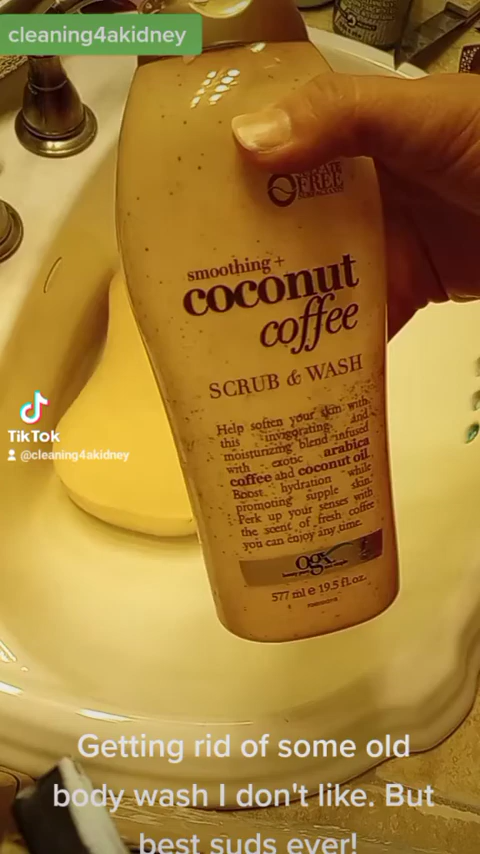 cleaning4akidney
FREE
smoothing +
coconut
coffee
SCRUB & WASH
Help soften your skin with
this invigorating and
moisturizing blend infused
with exotic arabica
coffee and coconut oil.
Boost hydration while
promoting supple skin.
Perk up your senses with
the scent of fresh coffee
you can enjoy any time.
ogx
577 ml e 19.5 fl.oz.
TikTok
@cleaning4akidney
Getting rid of some old
body wash I don't like. But
best suds ever!